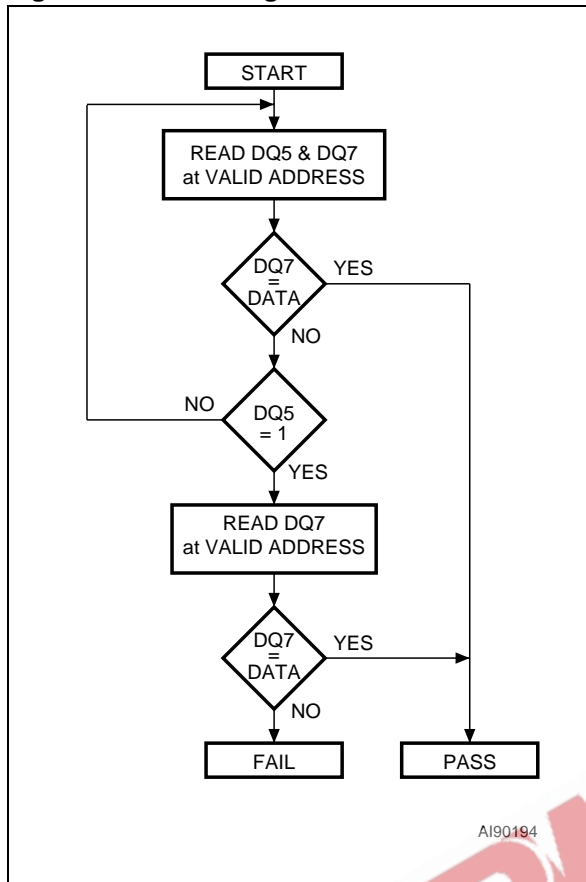 START
READ DQ5 & DQ7
at VALID ADDRESS
DQ7
=
DATA
YES
NO
DQ5
= 1
NO
YES
READ DQ7
at VALID ADDRESS
DQ7
=
DATA
YES
NO
FAIL
PASS
AI90194